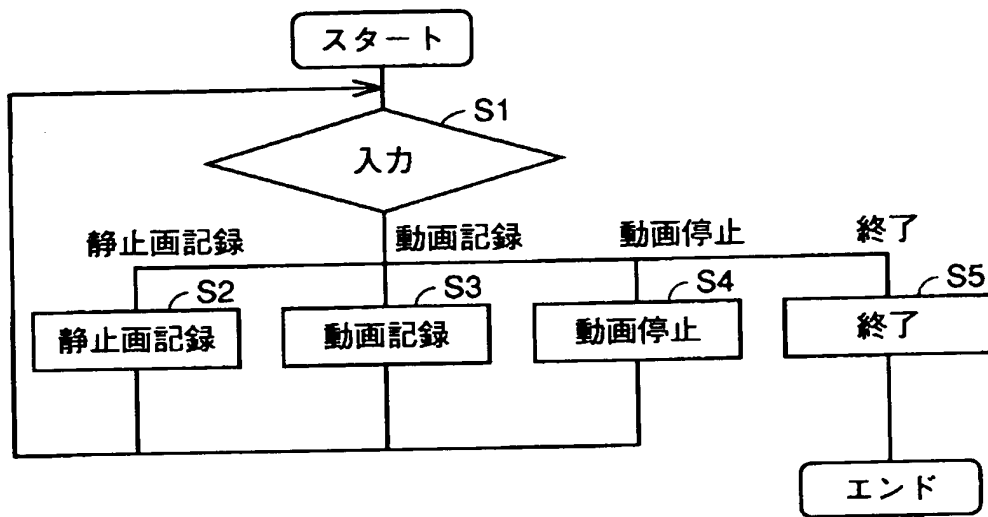 スタート
S1
入力
静止画記録
動画記録
動画停止
終了
S2
S3
S4
S5
静止画記録
動画記録
動画停止
終了
エンド